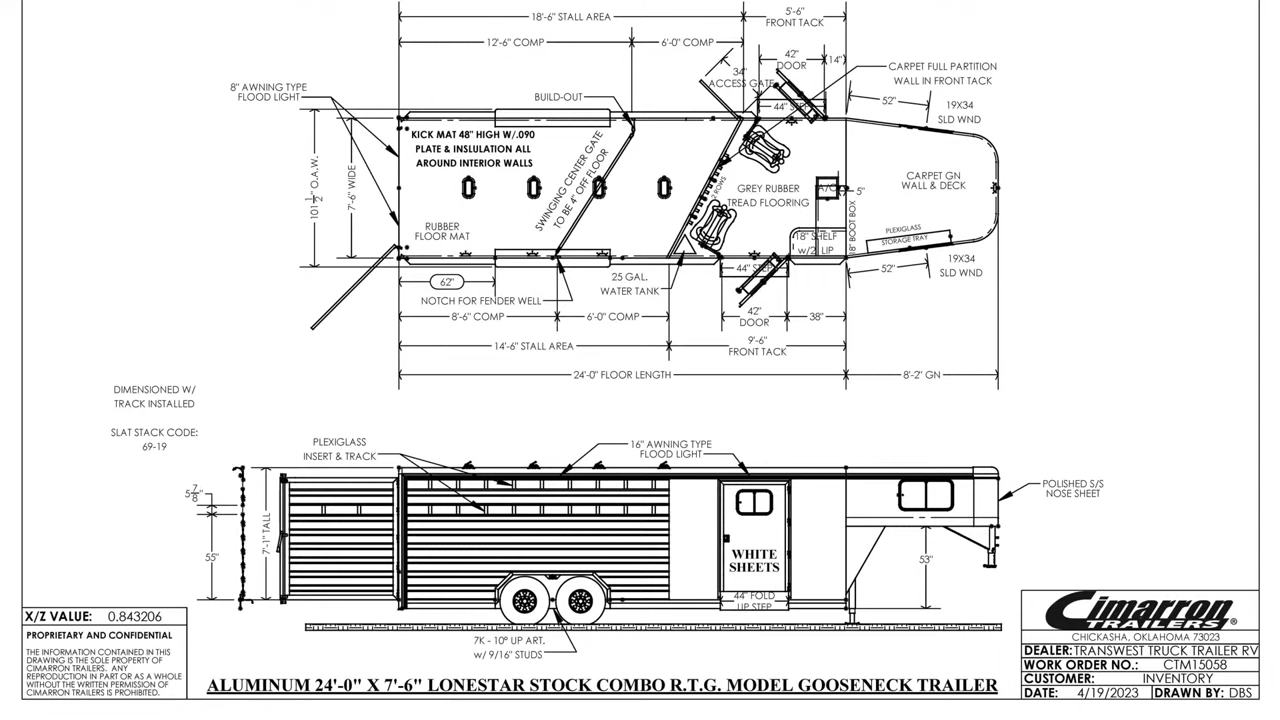 18'-6" STALL AREA
5'-6"
FRONT TACK
12'-6" COMP
6'-0" COMP
42"
DOOR
14"
34"
ACCESS GATE
CARPET FULL PARTITION
WALL IN FRONT TACK
8" AWNING TYPE
FLOOD LIGHT
BUILD-OUT
44" STEP
52"
19X34
SLD WND
KICK MAT 48" HIGH W/.090
PLATE & INSLULATION ALL
AROUND INTERIOR WALLS
101 1/2" O.A.W.
7'-6" WIDE
SWINGING CENTER GATE
TO BE 4" OFF FLOOR
GREY RUBBER
TREAD FLOORING
A/C
5"
CARPET GN
WALL & DECK
RUBBER
FLOOR MAT
18" SHELF
w/2" LIP
18" BOOT BOX
PLEXIGLASS
STORAGE TRAY
62"
25 GAL.
WATER TANK
44" STEP
52"
19X34
SLD WND
NOTCH FOR FENDER WELL
8'-6" COMP
6'-0" COMP
42"
DOOR
38"
14'-6" STALL AREA
9'-6"
FRONT TACK
24'-0" FLOOR LENGTH
8'-2" GN
DIMENSIONED W/
TRACK INSTALLED
SLAT STACK CODE:
69-19
PLEXIGLASS
INSERT & TRACK
16" AWNING TYPE
FLOOD LIGHT
POLISHED S/S
NOSE SHEET
5 7/8"
55"
7'-1" TALL
WHITE
SHEETS
53"
44" FOLD
UP STEP
7K - 10º UP ART.
w/ 9/16" STUDS
X/Z VALUE: 0.843206
PROPRIETARY AND CONFIDENTIAL
THE INFORMATION CONTAINED IN THIS
DRAWING IS THE SOLE PROPERTY OF
CIMARRON TRAILERS. ANY
REPRODUCTION IN PART OR AS A WHOLE
WITHOUT THE WRITTEN PERMISSION OF
CIMARRON TRAILERS IS PROHIBITED.
ALUMINUM 24'-0" X 7'-6" LONESTAR STOCK COMBO R.T.G. MODEL GOOSENECK TRAILER
Cimarron
TRAILERS®
CHICKASHA, OKLAHOMA 73023
DEALER: TRANSWEST TRUCK TRAILER RV
WORK ORDER NO.: CTM15058
CUSTOMER: INVENTORY
DATE: 4/19/2023 DRAWN BY: DBS